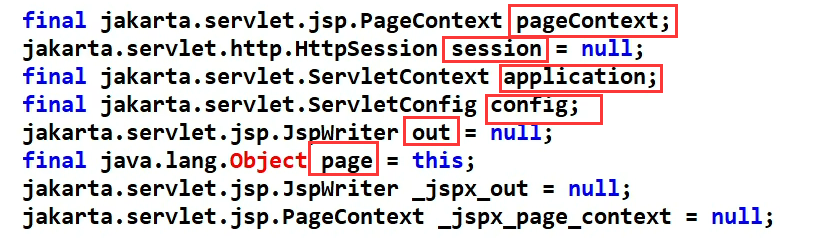 final jakarta.servlet.jsp.PageContext pageContext;
jakarta.servlet.http.HttpSession session = null;
final jakarta.servlet.ServletContext application;
final jakarta.servlet.ServletConfig config;
jakarta.servlet.jsp.JspWriter out = null;
final java.lang.Object page = this;
jakarta.servlet.jsp.JspWriter _jspx_out = null;
jakarta.servlet.jsp.PageContext _jspx_page_context = null;